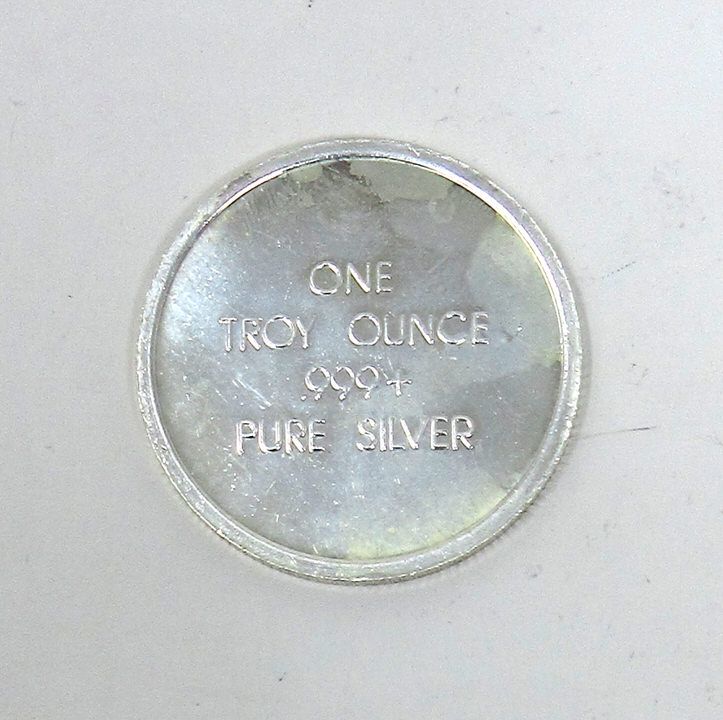 ONE
TROY OUNCE
.999+
PURE SILVER